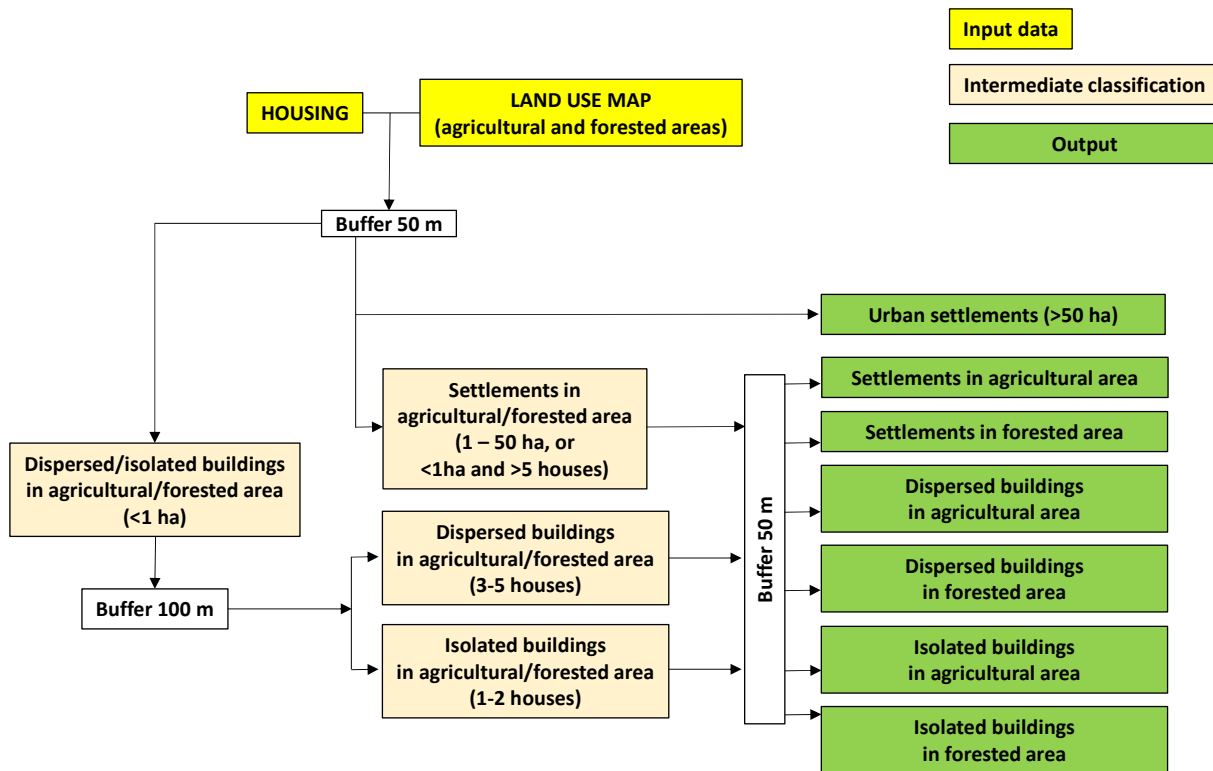 Input data
Intermediate classification
Output
HOUSING
LAND USE MAP
(agricultural and forested areas)
Buffer 50 m
Urban settlements (>50 ha)
Settlements in
agricultural/forested area
(1 – 50 ha, or
<1ha and >5 houses)
Dispersed/isolated buildings
in agricultural/forested area
(<1 ha)
Buffer 100 m
Dispersed buildings
in agricultural/forested area
(3-5 houses)
Isolated buildings
in agricultural/forested area
(1-2 houses)
Buffer 50 m
Settlements in agricultural area
Settlements in forested area
Dispersed buildings
in agricultural area
Dispersed buildings
in forested area
Isolated buildings
in agricultural area
Isolated buildings
in forested area